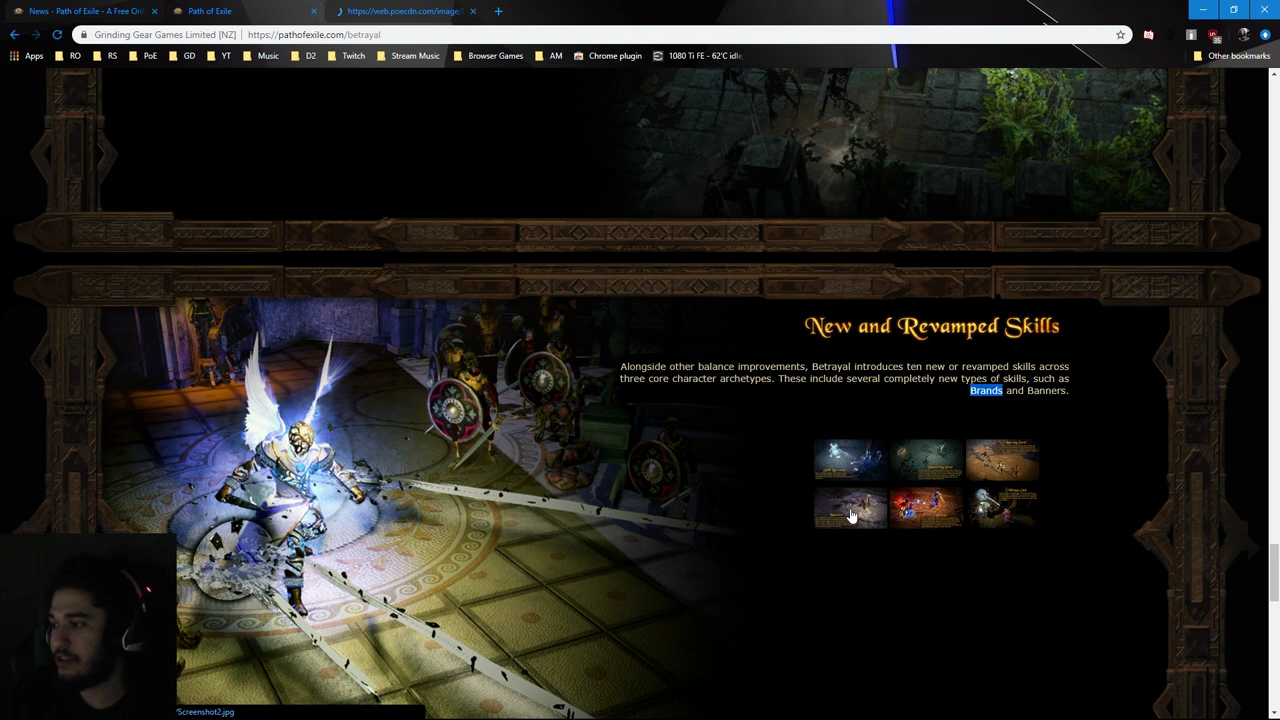 News - Path of Exile - A Free Onl
Path of Exile
https://web.poecdn.com/image/
Grinding Gear Games Limited [NZ] | https://pathofexile.com/betrayal
Apps RO RS PoE GD YT Music D2 Twitch Stream Music Browser Games AM Chrome plugin 1080 Ti FE - 62°C idle, Other bookmarks
New and Revamped Skills
Alongside other balance improvements, Betrayal introduces ten new or revamped skills across
three core character archetypes. These include several completely new types of skills, such as
Brands and Banners.
/Screenshot2.jpg